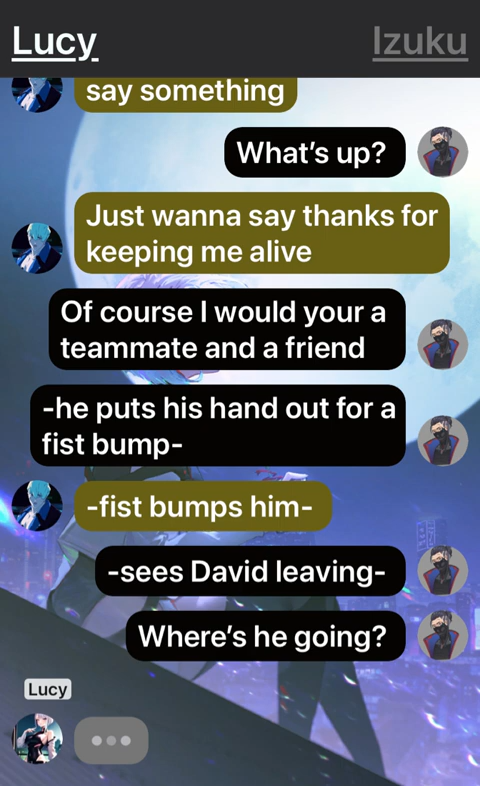 Lucy
Izuku
say something
What's up?
Just wanna say thanks for
keeping me alive
Of course I would your a
teammate and a friend
-he puts his hand out for a
fist bump-
-fist bumps him-
-sees David leaving-
Where's he going?
Lucy